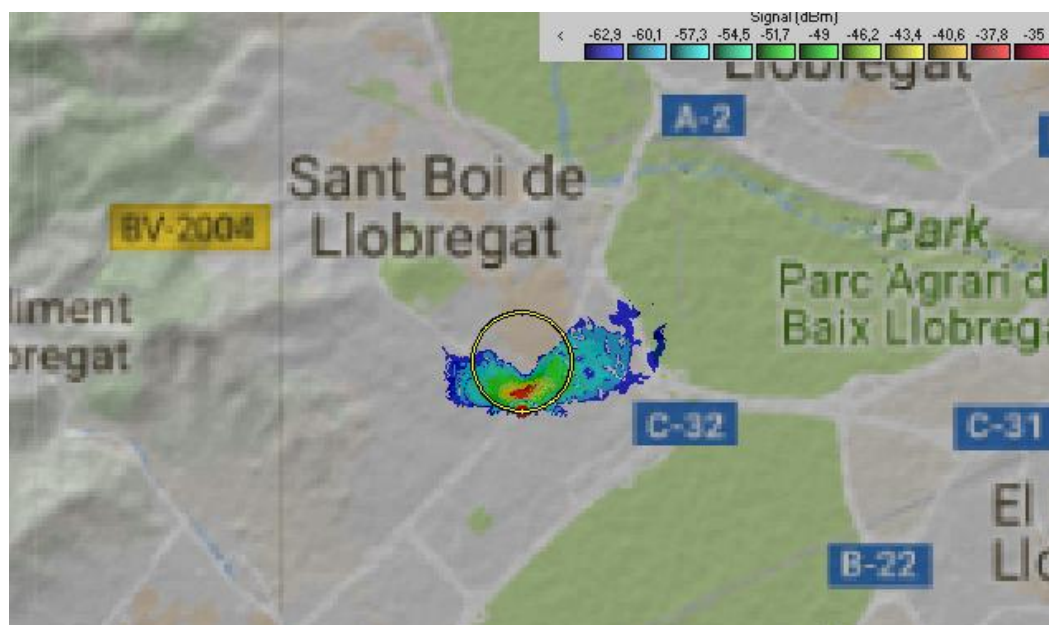 Signal (dBm)
< -62,9 -60,1 -57,3 -54,5 -51,7 -49 -46,2 -43,4 -40,6 -37,8 -35
Llobregat
A-2
Sant Boi de
Llobregat
BV-2004
Park
Parc Agrari d
Baix Llobrega
liment
bregat
C-32
C-31
El
Llo
B-22